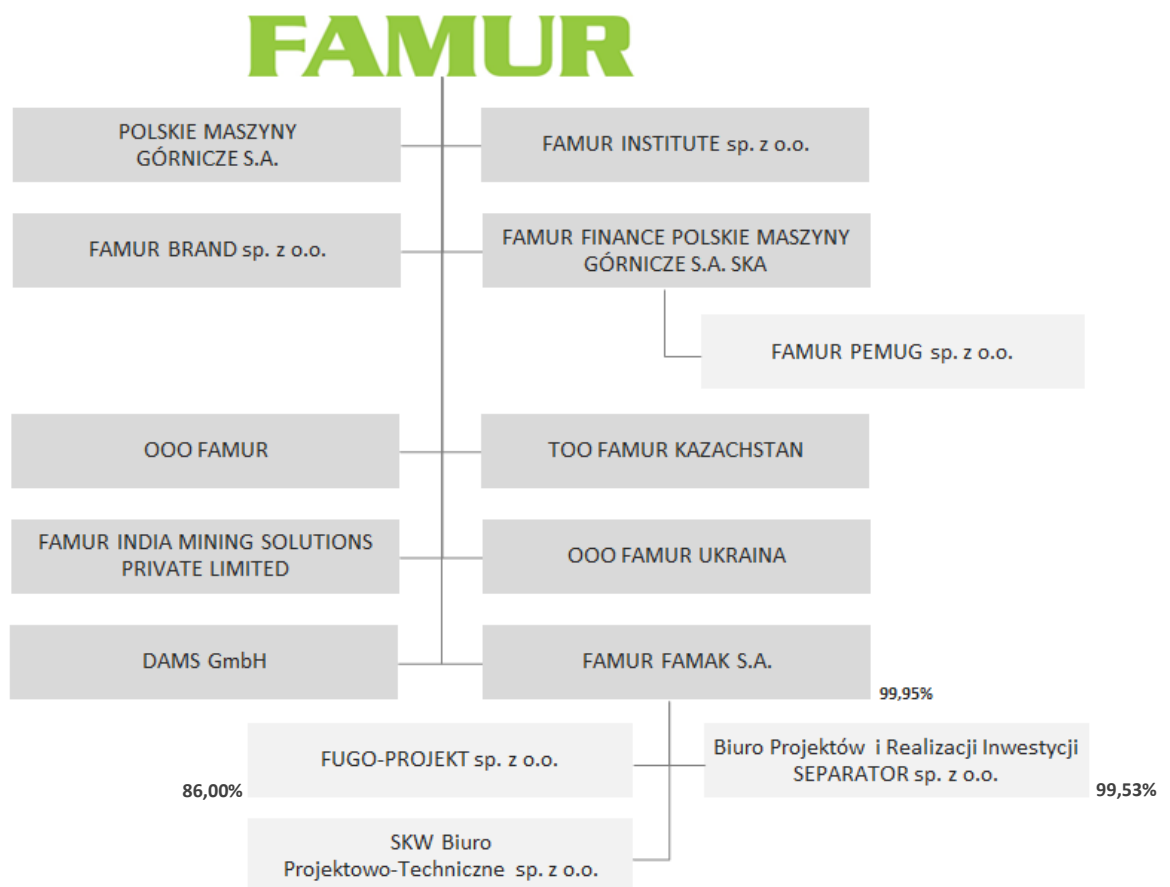 FAMUR
POLSKIE MASZYNY
GÓRNICZE S.A.
FAMUR INSTITUTE sp. z o.o.
FAMUR BRAND sp. z o.o.
FAMUR FINANCE POLSKIE MASZYNY
GÓRNICZE S.A. SKA
FAMUR PEMUG sp. z o.o.
OOO FAMUR
TOO FAMUR KAZACHSTAN
FAMUR INDIA MINING SOLUTIONS
PRIVATE LIMITED
OOO FAMUR UKRAINA
DAMS GmbH
FAMUR FAMAK S.A.
99,95%
FUGO-PROJEKT sp. z o.o.
86,00%
Biuro Projektów i Realizacji Inwestycji
SEPARATOR sp. z o.o.
99,53%
SKW Biuro
Projektowo-Techniczne sp. z o.o.